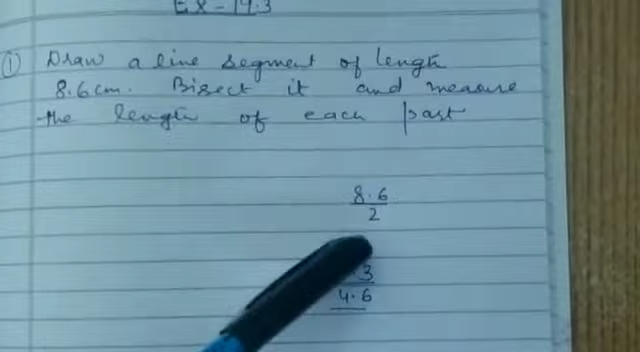 Ex-14.3
① Draw a line segment of length
8.6 cm. Bisect it and measure
the length of each part
8.6
2
3
4.6